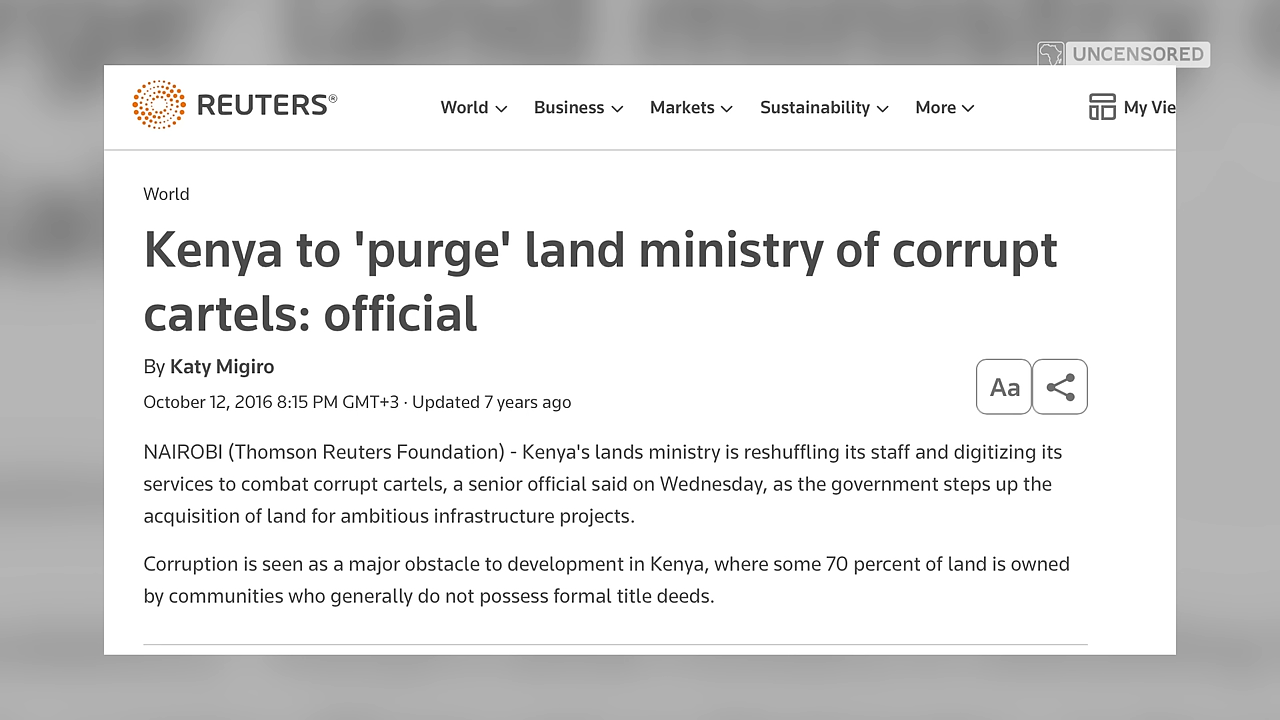 UNCENSORED
REUTERS®
World Business Markets Sustainability More My Vie
World
Kenya to 'purge' land ministry of corrupt
cartels: official
By Katy Migiro
October 12, 2016 8:15 PM GMT+3 · Updated 7 years ago
Aa
NAIROBI (Thomson Reuters Foundation) - Kenya's lands ministry is reshuffling its staff and digitizing its
services to combat corrupt cartels, a senior official said on Wednesday, as the government steps up the
acquisition of land for ambitious infrastructure projects.
Corruption is seen as a major obstacle to development in Kenya, where some 70 percent of land is owned
by communities who generally do not possess formal title deeds.